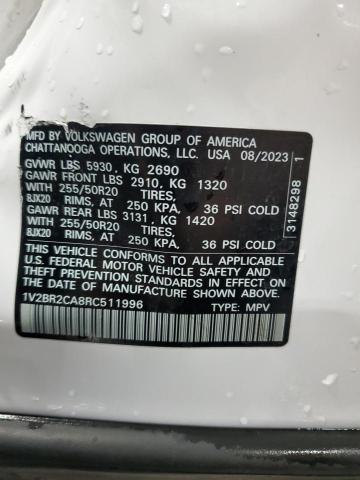 MFD BY VOLKSWAGEN GROUP OF AMERICA
CHATTANOOGA OPERATIONS, LLC. USA 08/2023
GVWR LBS 5930, KG 2690
GAWR FRONT LBS 2910, KG 1320
WITH 255/50R20 TIRES,
8JX20 RIMS, AT 250 KPA, 36 PSI COLD
GAWR REAR LBS 3131, KG 1420
WITH 255/50R20 TIRES,
8JX20 RIMS, AT 250 KPA, 36 PSI COLD
THIS VEHICLE CONFORMS TO ALL APPLICABLE
U.S. FEDERAL MOTOR VEHICLE SAFETY AND
THEFT PREVENTION STANDARDS IN EFFECT ON
THE DATE OF MANUFACTURE SHOWN ABOVE
1V2BR2CA8RC511996 TYPE: MPV
3148298 1